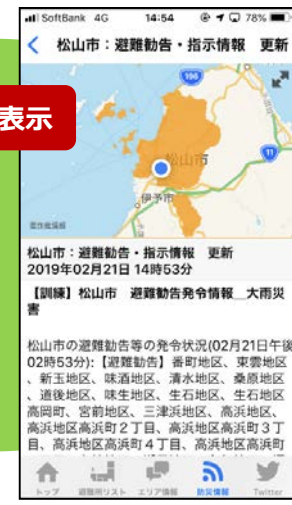 SoftBank 4G 14:54 78%
松山市：避難勧告・指示情報 更新
表示
196
松山市
11
伊予市
松山市：避難勧告・指示情報 更新
2019年02月21日 14時53分
【訓練】松山市 避難勧告発令情報__大雨災
害
松山市の避難勧告等の発令状況(02月21日午後
02時53分):【避難勧告】番町地区、東雲地区
、新玉地区、味酒地区、清水地区、桑原地区
、道後地区、味生地区、生石地区、生石地区
高岡町、宮前地区、三津浜地区、高浜地区、
高浜地区高浜町２丁目、高浜地区高浜町３丁
目、高浜地区高浜町４丁目、高浜地区高浜町
トップ 避難用リスト エリア情報 防災情報 Twitter